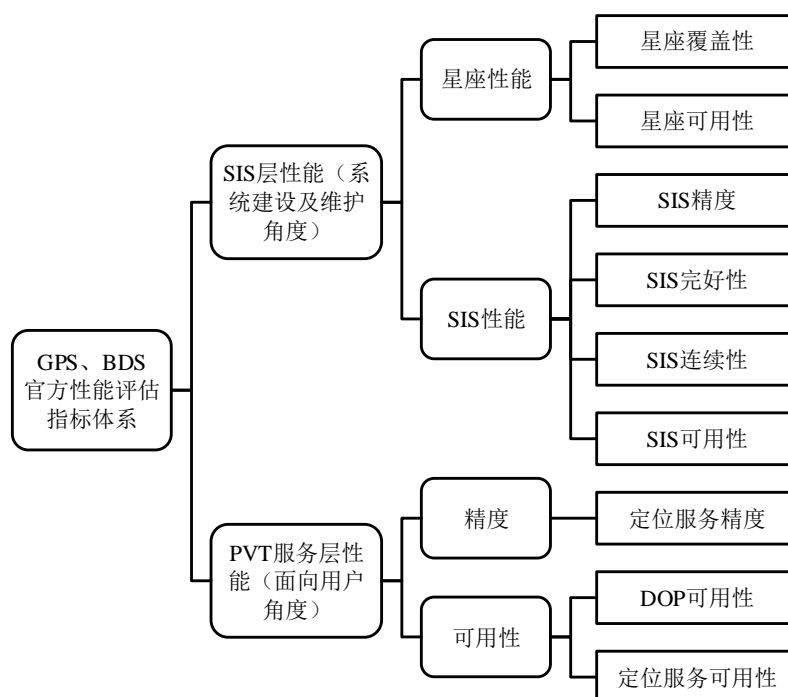 GPS、BDS
官方性能评估
指标体系
SIS层性能（系
统建设及维护
角度）
星座性能
星座覆盖性
星座可用性
SIS性能
SIS精度
SIS完好性
SIS连续性
SIS可用性
PVT服务层性
能（面向用户
角度）
精度
定位服务精度
可用性
DOP可用性
定位服务可用性